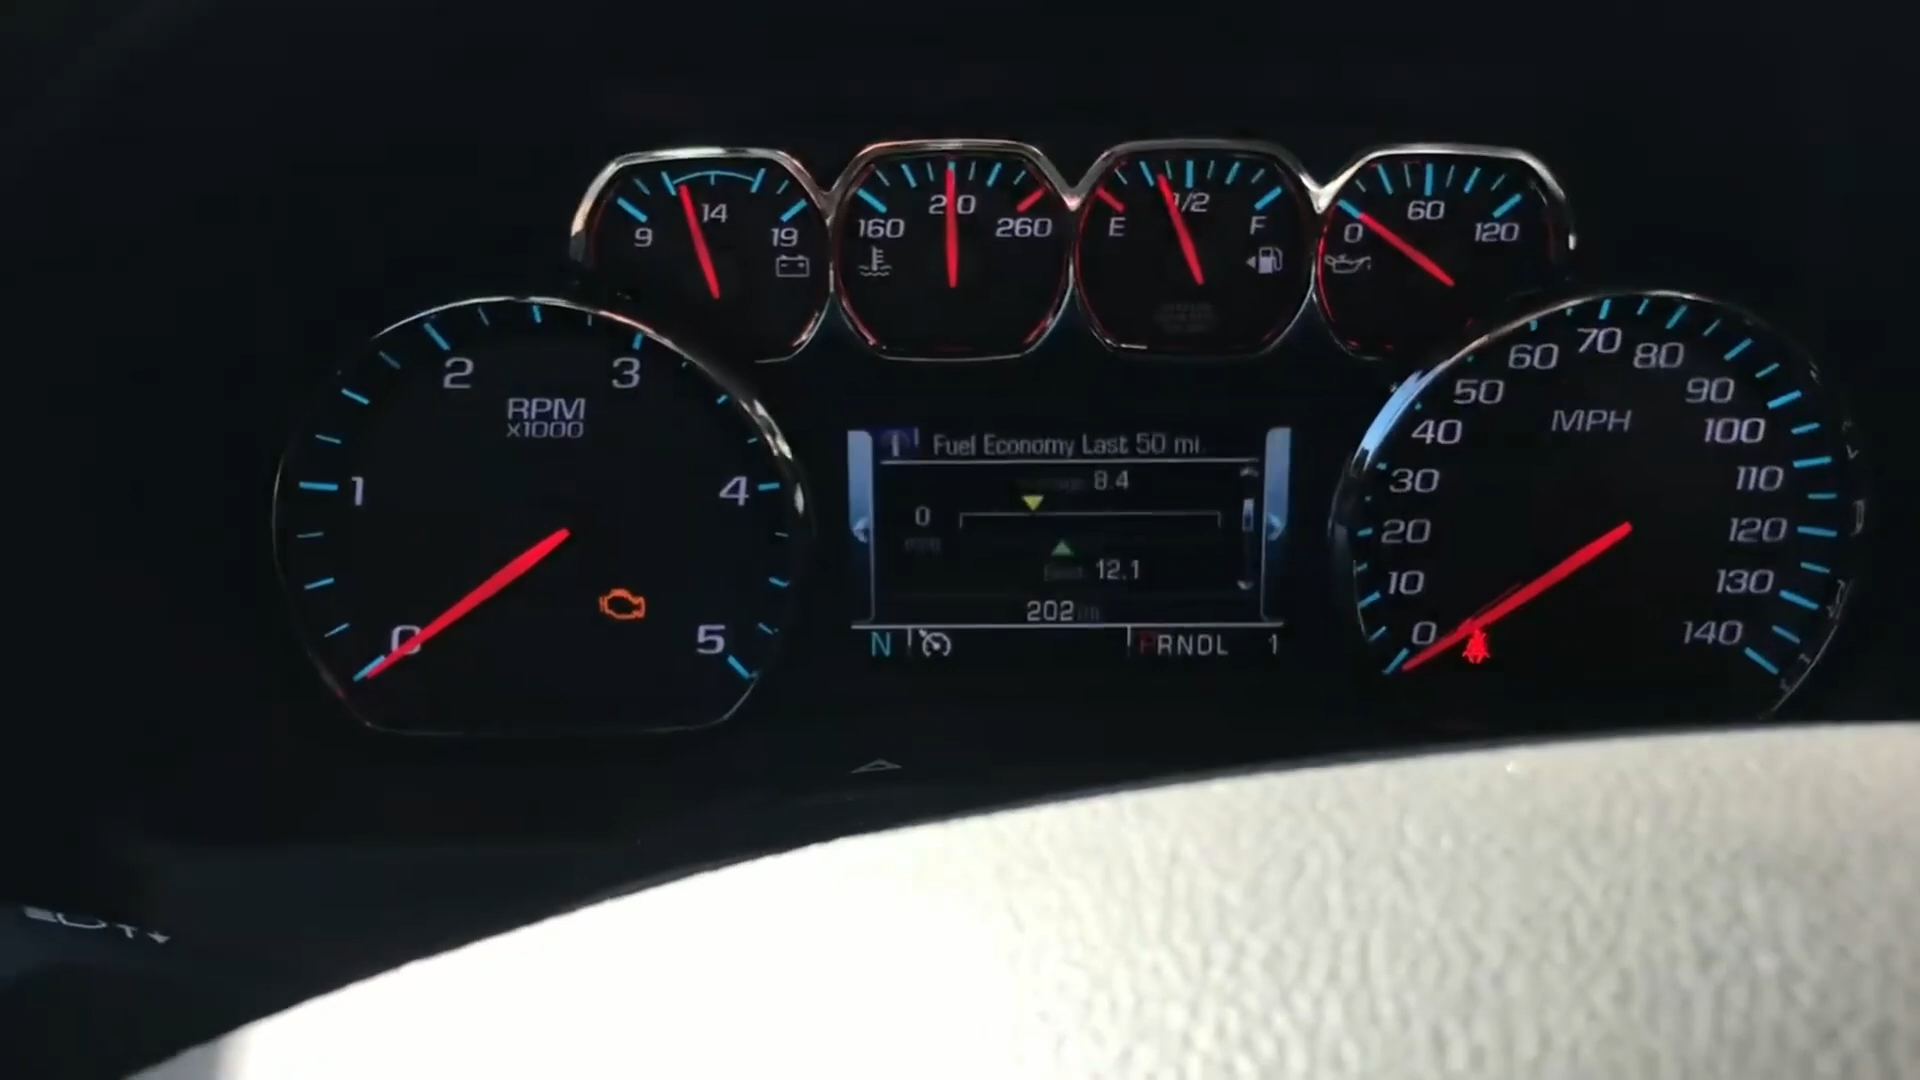 9 14 19
160 210 260
E 1/2 F
0 60 120
0 1 2 3 4 5
RPM
x1000
Fuel Economy Last 50 mi.
8.4
0
12.1
202 mi
N
PRNDL 1
0 10 20 30 40 50 60 70 80 90 100 110 120 130 140
MPH